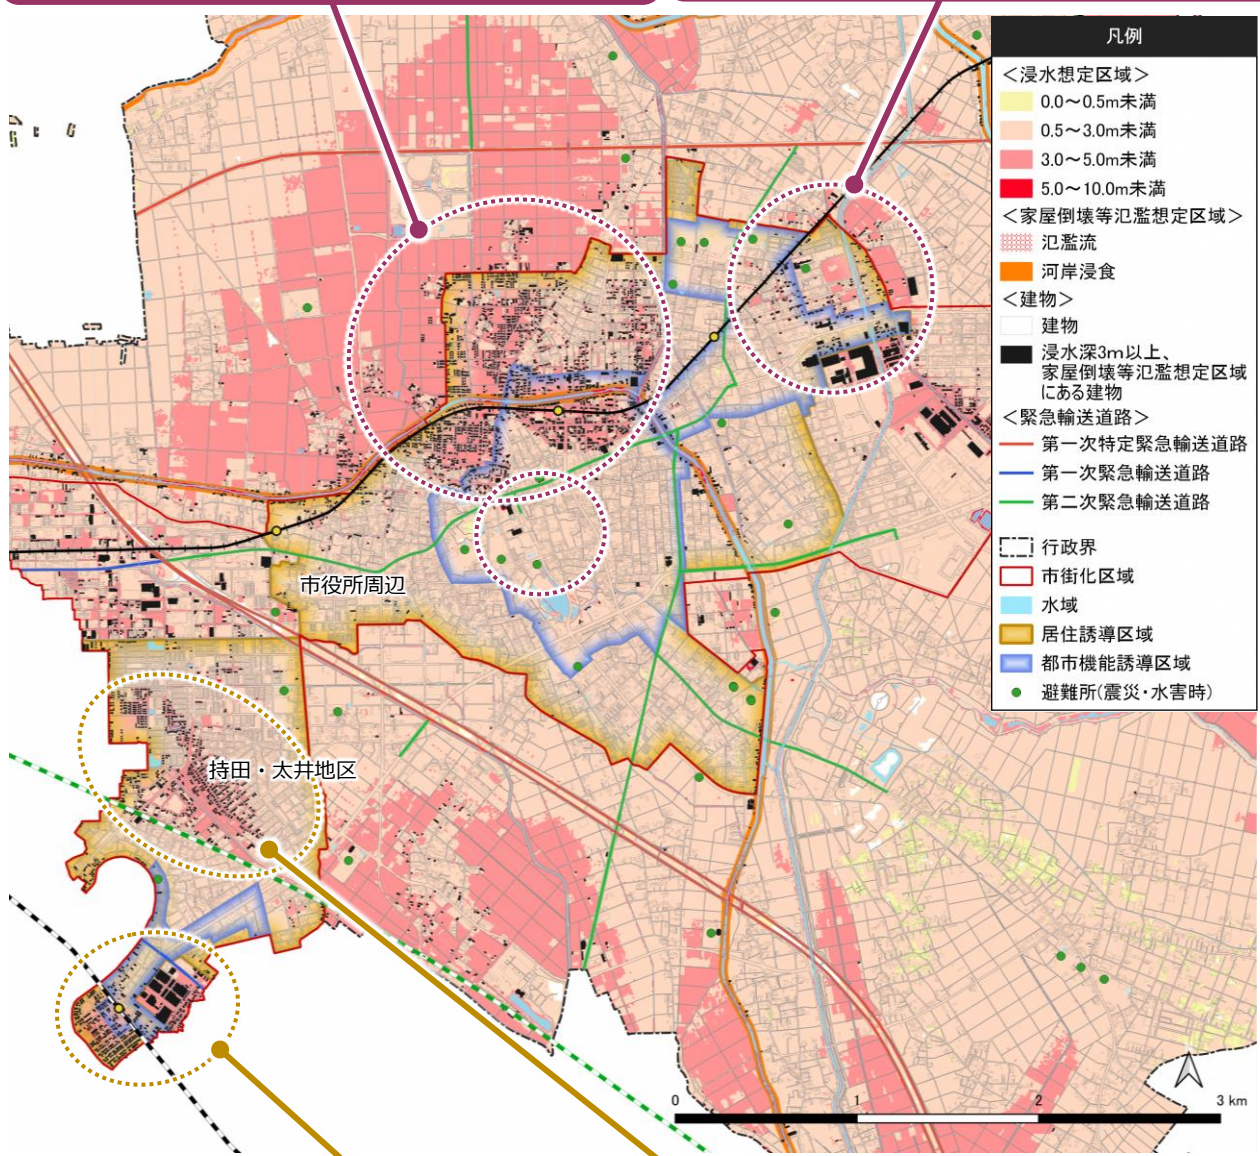 凡例
＜浸水想定区域＞
0.0～0.5m未満
0.5～3.0m未満
3.0～5.0m未満
5.0～10.0m未満
＜家屋倒壊等氾濫想定区域＞
氾濫流
河岸浸食
＜建物＞
建物
浸水深3m以上、
家屋倒壊等氾濫想定区域
にある建物
＜緊急輸送道路＞
第一次特定緊急輸送道路
第一次緊急輸送道路
第二次緊急輸送道路
行政界
市街化区域
水域
居住誘導区域
都市機能誘導区域
避難所(震災・水害時)
市役所周辺
持田・太井地区
0 1 2 3 km